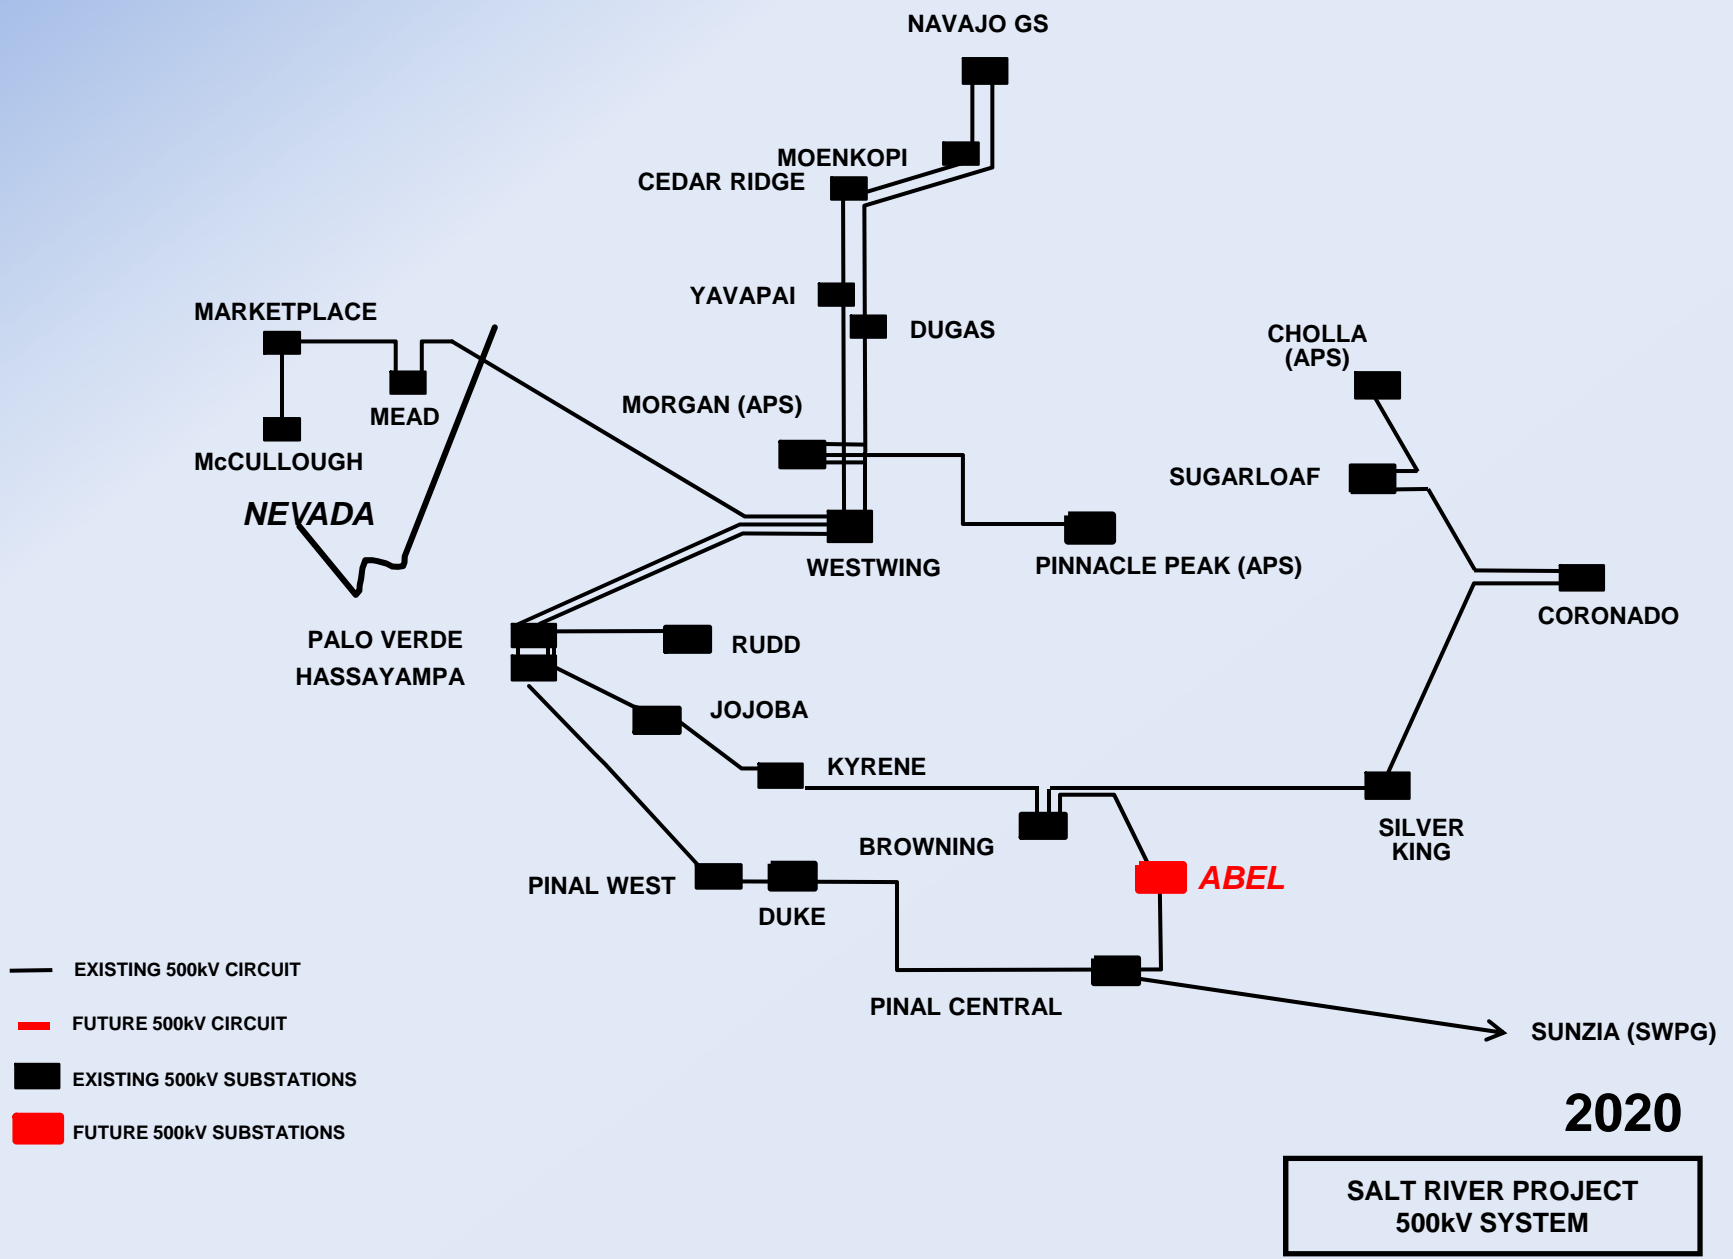 NAVAJO GS
MOENKOPI
CEDAR RIDGE
YAVAPAI
MARKETPLACE
DUGAS
CHOLLA
(APS)
MORGAN (APS)
MEAD
McCULLOUGH
SUGARLOAF
NEVADA
WESTWING
PINNACLE PEAK (APS)
CORONADO
PALO VERDE
RUDD
HASSAYAMPA
JOJOBA
KYRENE
SILVER
KING
BROWNING
PINAL WEST
ABEL
DUKE
EXISTING 500kV CIRCUIT
PINAL CENTRAL
FUTURE 500kV CIRCUIT
SUNZIA (SWPG)
EXISTING 500kV SUBSTATIONS
2020
FUTURE 500kV SUBSTATIONS
SALT RIVER PROJECT
500kV SYSTEM